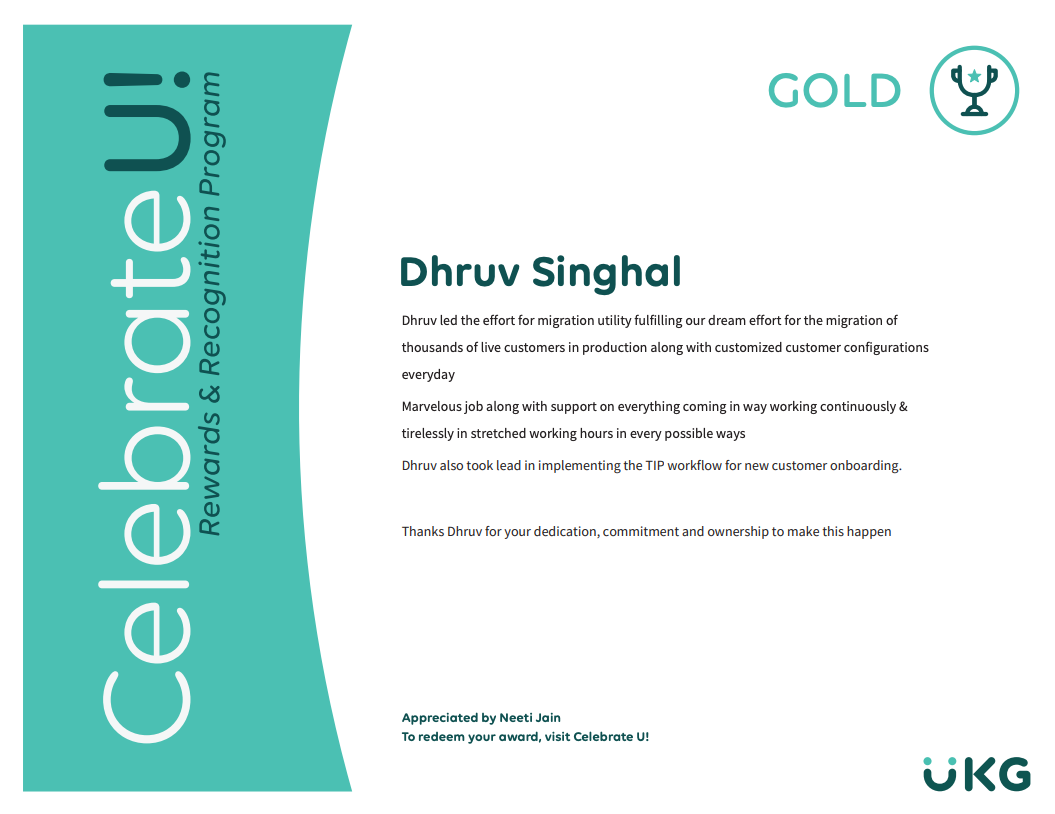 CelebrateU!
Rewards & Recognition Program
GOLD
Dhruv Singhal
Dhruv led the effort for migration utility fulfilling our dream effort for the migration of
thousands of live customers in production along with customized customer configurations
everyday
Marvelous job along with support on everything coming in way working continuously &
tirelessly in stretched working hours in every possible ways
Dhruv also took lead in implementing the TIP workflow for new customer onboarding.
Thanks Dhruv for your dedication, commitment and ownership to make this happen
Appreciated by Neeti Jain
To redeem your award, visit Celebrate U!
UKG